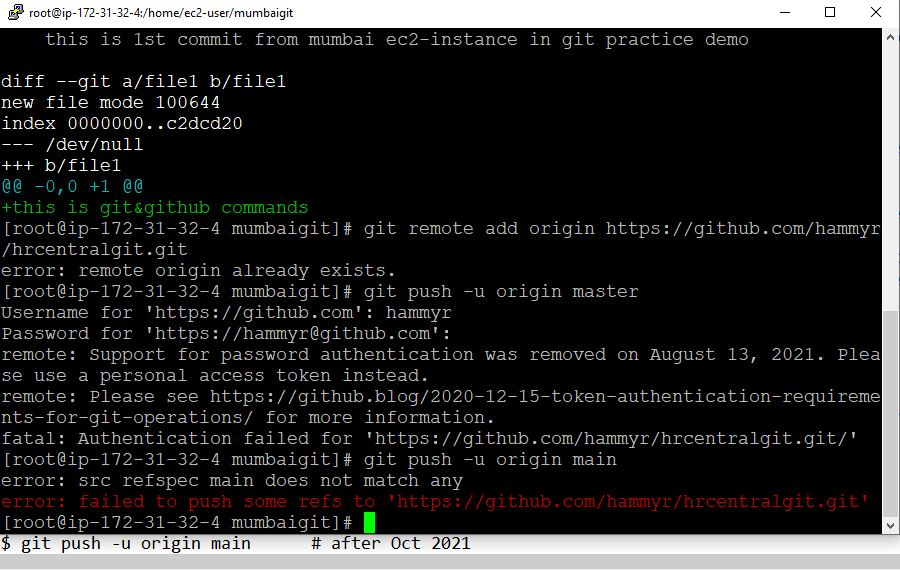 root@ip-172-31-32-4:/home/ec2-user/mumbaigit
this is 1st commit from mumbai ec2-instance in git practice demo
diff --git a/file1 b/file1
new file mode 100644
index 0000000..c2dcd20
--- /dev/null
+++ b/file1
@@ -0,0 +1 @@
+this is git&github commands
[root@ip-172-31-32-4 mumbaigit]# git remote add origin https://github.com/hammyr
/hrcentralgit.git
error: remote origin already exists.
[root@ip-172-31-32-4 mumbaigit]# git push -u origin master
Username for 'https://github.com': hammyr
Password for 'https://hammyr@github.com':
remote: Support for password authentication was removed on August 13, 2021. Plea
se use a personal access token instead.
remote: Please see https://github.blog/2020-12-15-token-authentication-requireme
nts-for-git-operations/ for more information.
fatal: Authentication failed for 'https://github.com/hammyr/hrcentralgit.git/'
[root@ip-172-31-32-4 mumbaigit]# git push -u origin main
error: src refspec main does not match any
error: failed to push some refs to 'https://github.com/hammyr/hrcentralgit.git'
[root@ip-172-31-32-4 mumbaigit]#
$ git push -u origin main # after Oct 2021